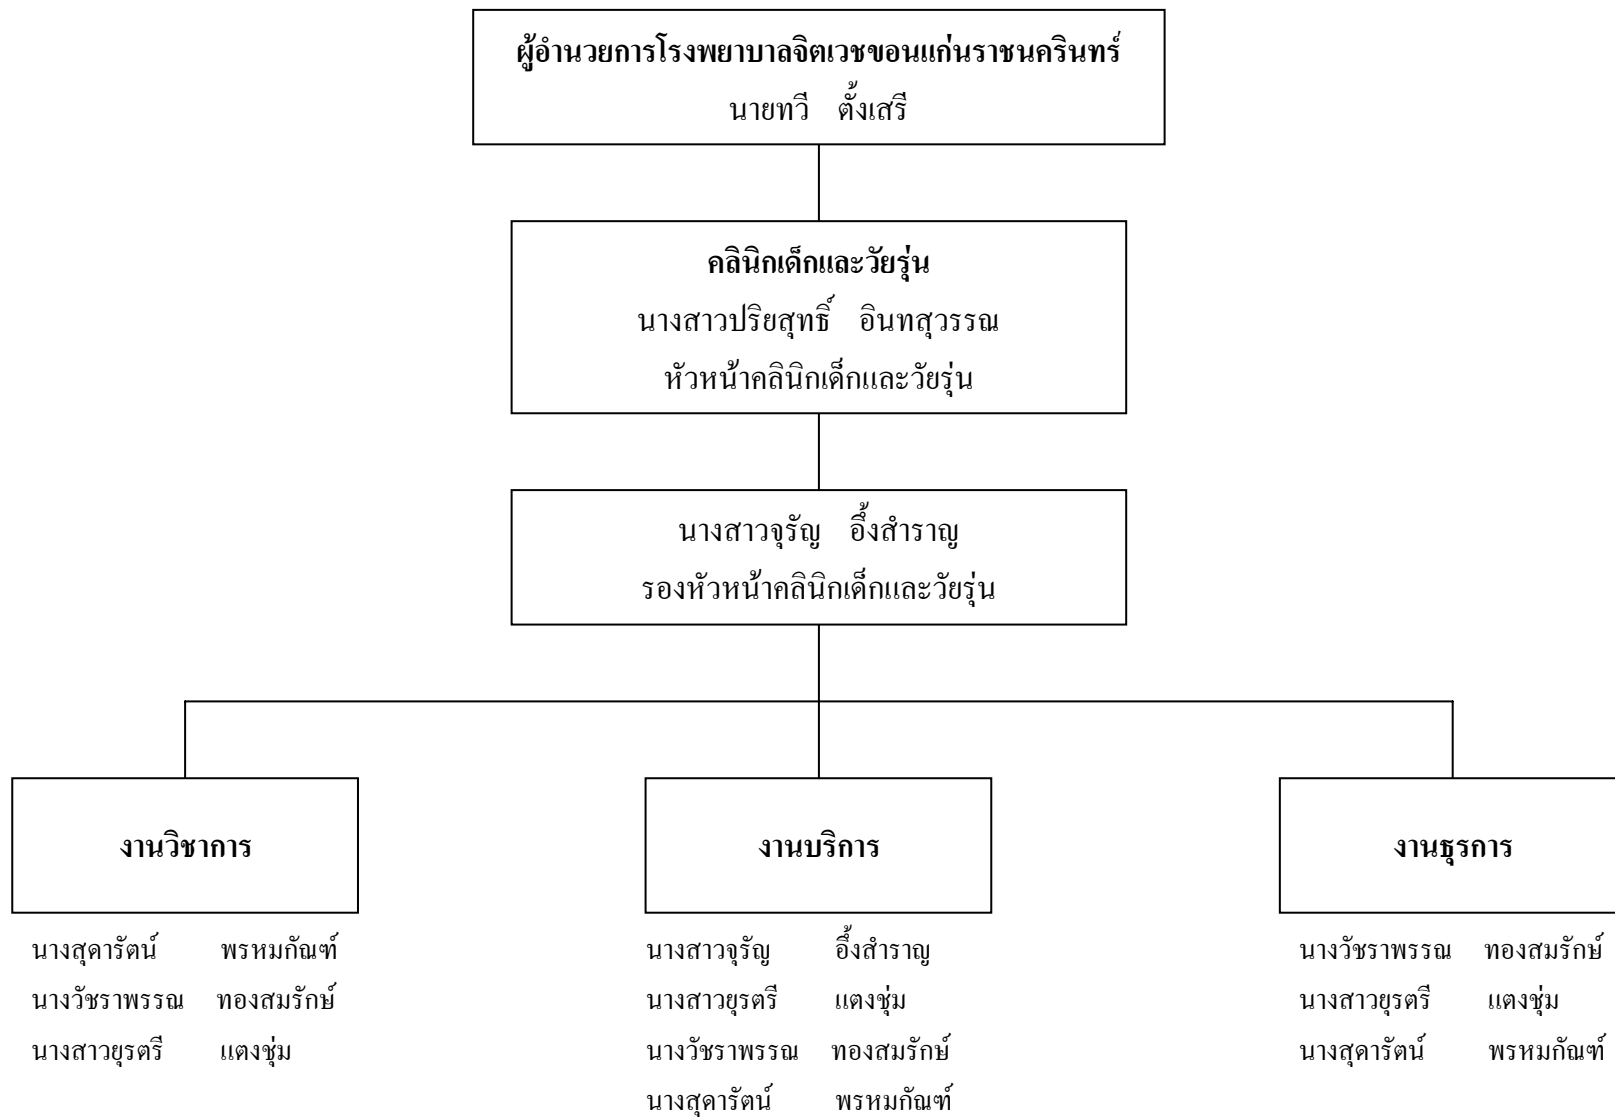 ผู้อำนวยการโรงพยาบาลจิตเวชขอนแก่นราชนครินทร์
นายทวี ตั้งเสรี
คลินิกเด็กและวัยรุ่น
นางสาวปริยสุทธิ์ อินทสุวรรณ
หัวหน้าคลินิกเด็กและวัยรุ่น
นางสาวจุรัญ อึ้งสำราญ
รองหัวหน้าคลินิกเด็กและวัยรุ่น
งานวิชาการ
นางสุดารัตน์ พรหมกัณฑ์
นางวัชราพรรณ ทองสมรักษ์
นางสาวยุรตรี แตงชุ่ม
งานบริการ
นางสาวจุรัญ อึ้งสำราญ
นางสาวยุรตรี แตงชุ่ม
นางวัชราพรรณ ทองสมรักษ์
นางสุดารัตน์ พรหมกัณฑ์
งานธุรการ
นางวัชราพรรณ ทองสมรักษ์
นางสาวยุรตรี แตงชุ่ม
นางสุดารัตน์ พรหมกัณฑ์